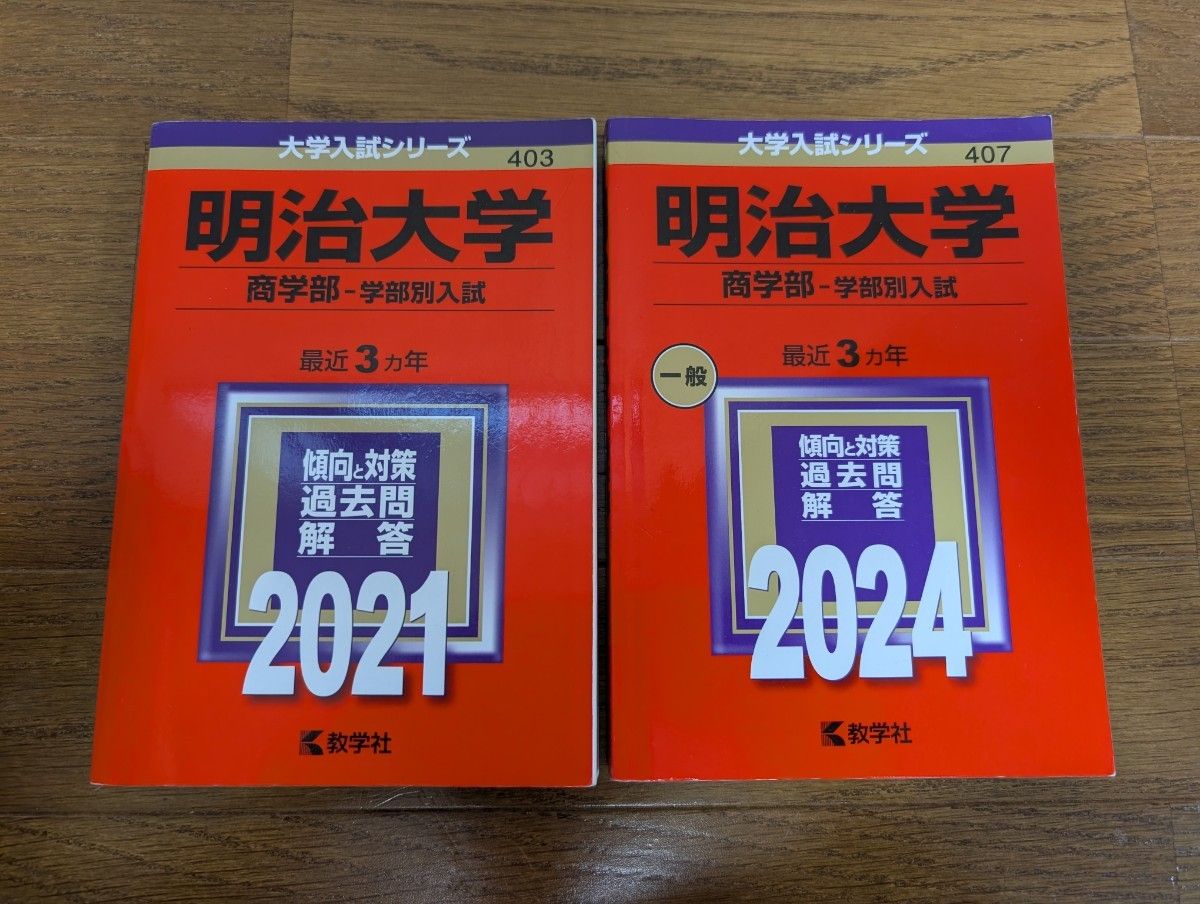 大学入試シリーズ
403
明治大学
商学部-学部別入試
最近3ヵ年
傾向と対策
過去問
解答
2021
教学社
大学入試シリーズ
407
明治大学
商学部-学部別入試
最近3ヵ年
一般
傾向と対策
過去問
解答
2024
教学社